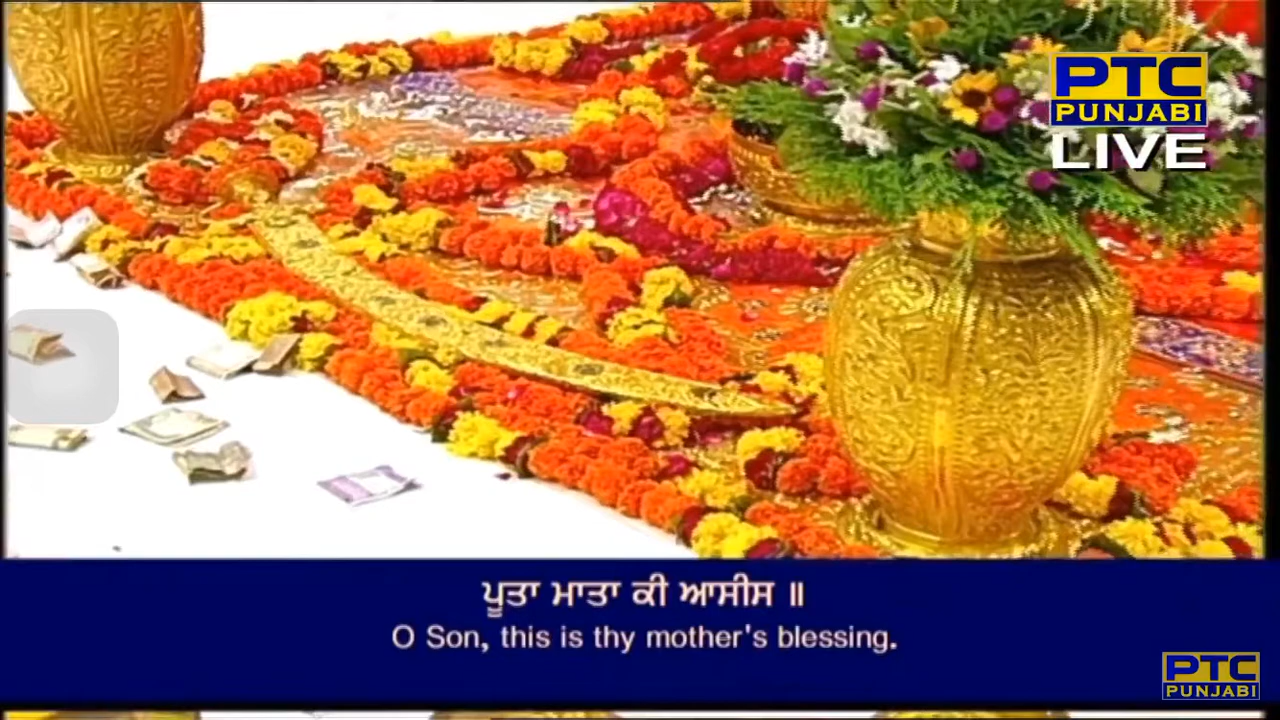 PTC
PUNJABI
LIVE
ਪੂਤਾ ਮਾਤਾ ਕੀ ਆਸੀਸ ॥
O Son, this is thy mother's blessing.
PTC
PUNJABI